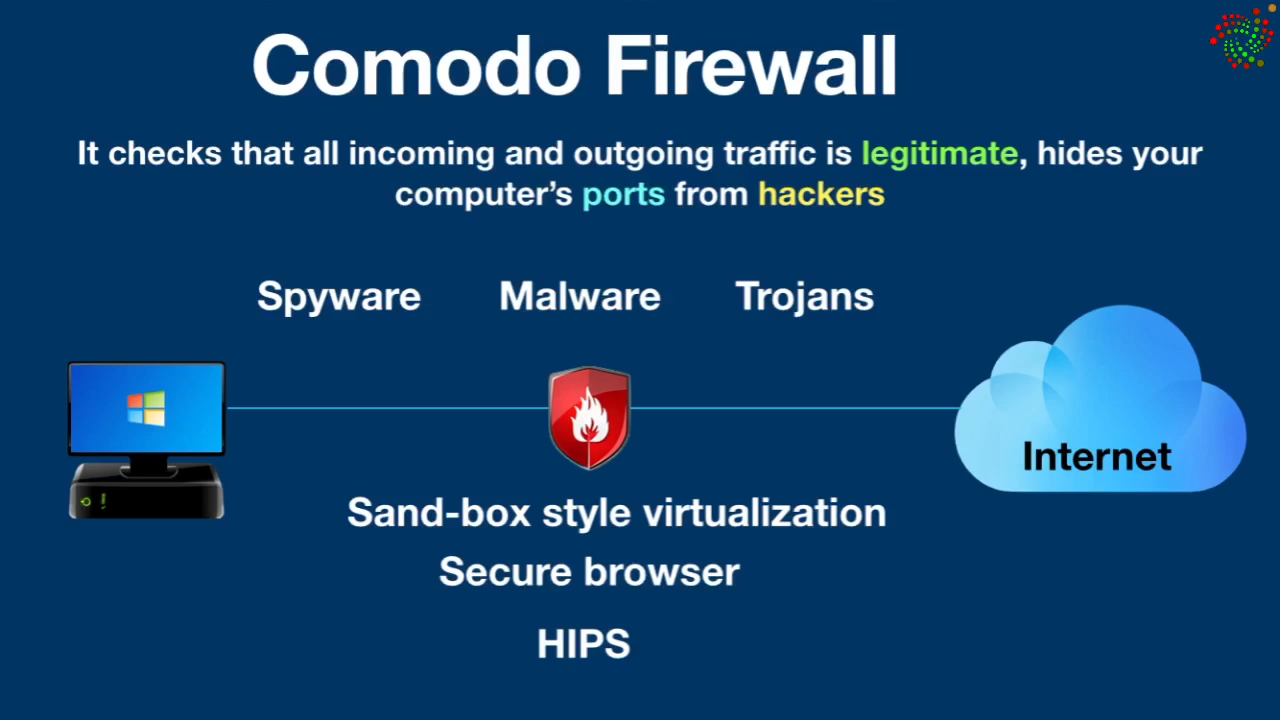 Comodo Firewall
It checks that all incoming and outgoing traffic is legitimate, hides your
computer’s ports from hackers
Spyware Malware Trojans
Internet
Sand-box style virtualization
Secure browser
HIPS